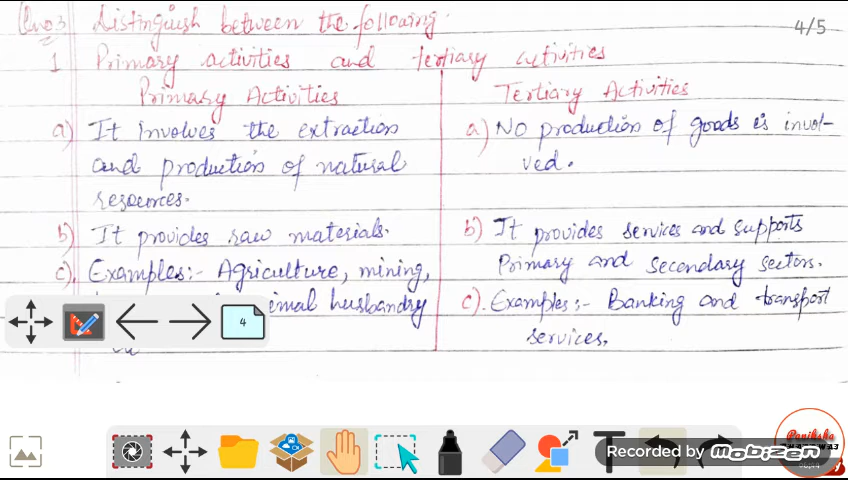 Qno 3 Distinguish between the following.
4/5
1 Primary activities and tertiary activities
Primary Activities
a) It involves the extraction
and production of natural
resources.
b) It provides raw materials.
c). Examples:- Agriculture, mining,
imal husbandry
Tertiary Activities
a) No production of goods is invol-
ved.
b) It provides services and supports
Primary and secondary sectors.
c). Examples:- Banking and transport
services.
4
T
Recorded by mobizen